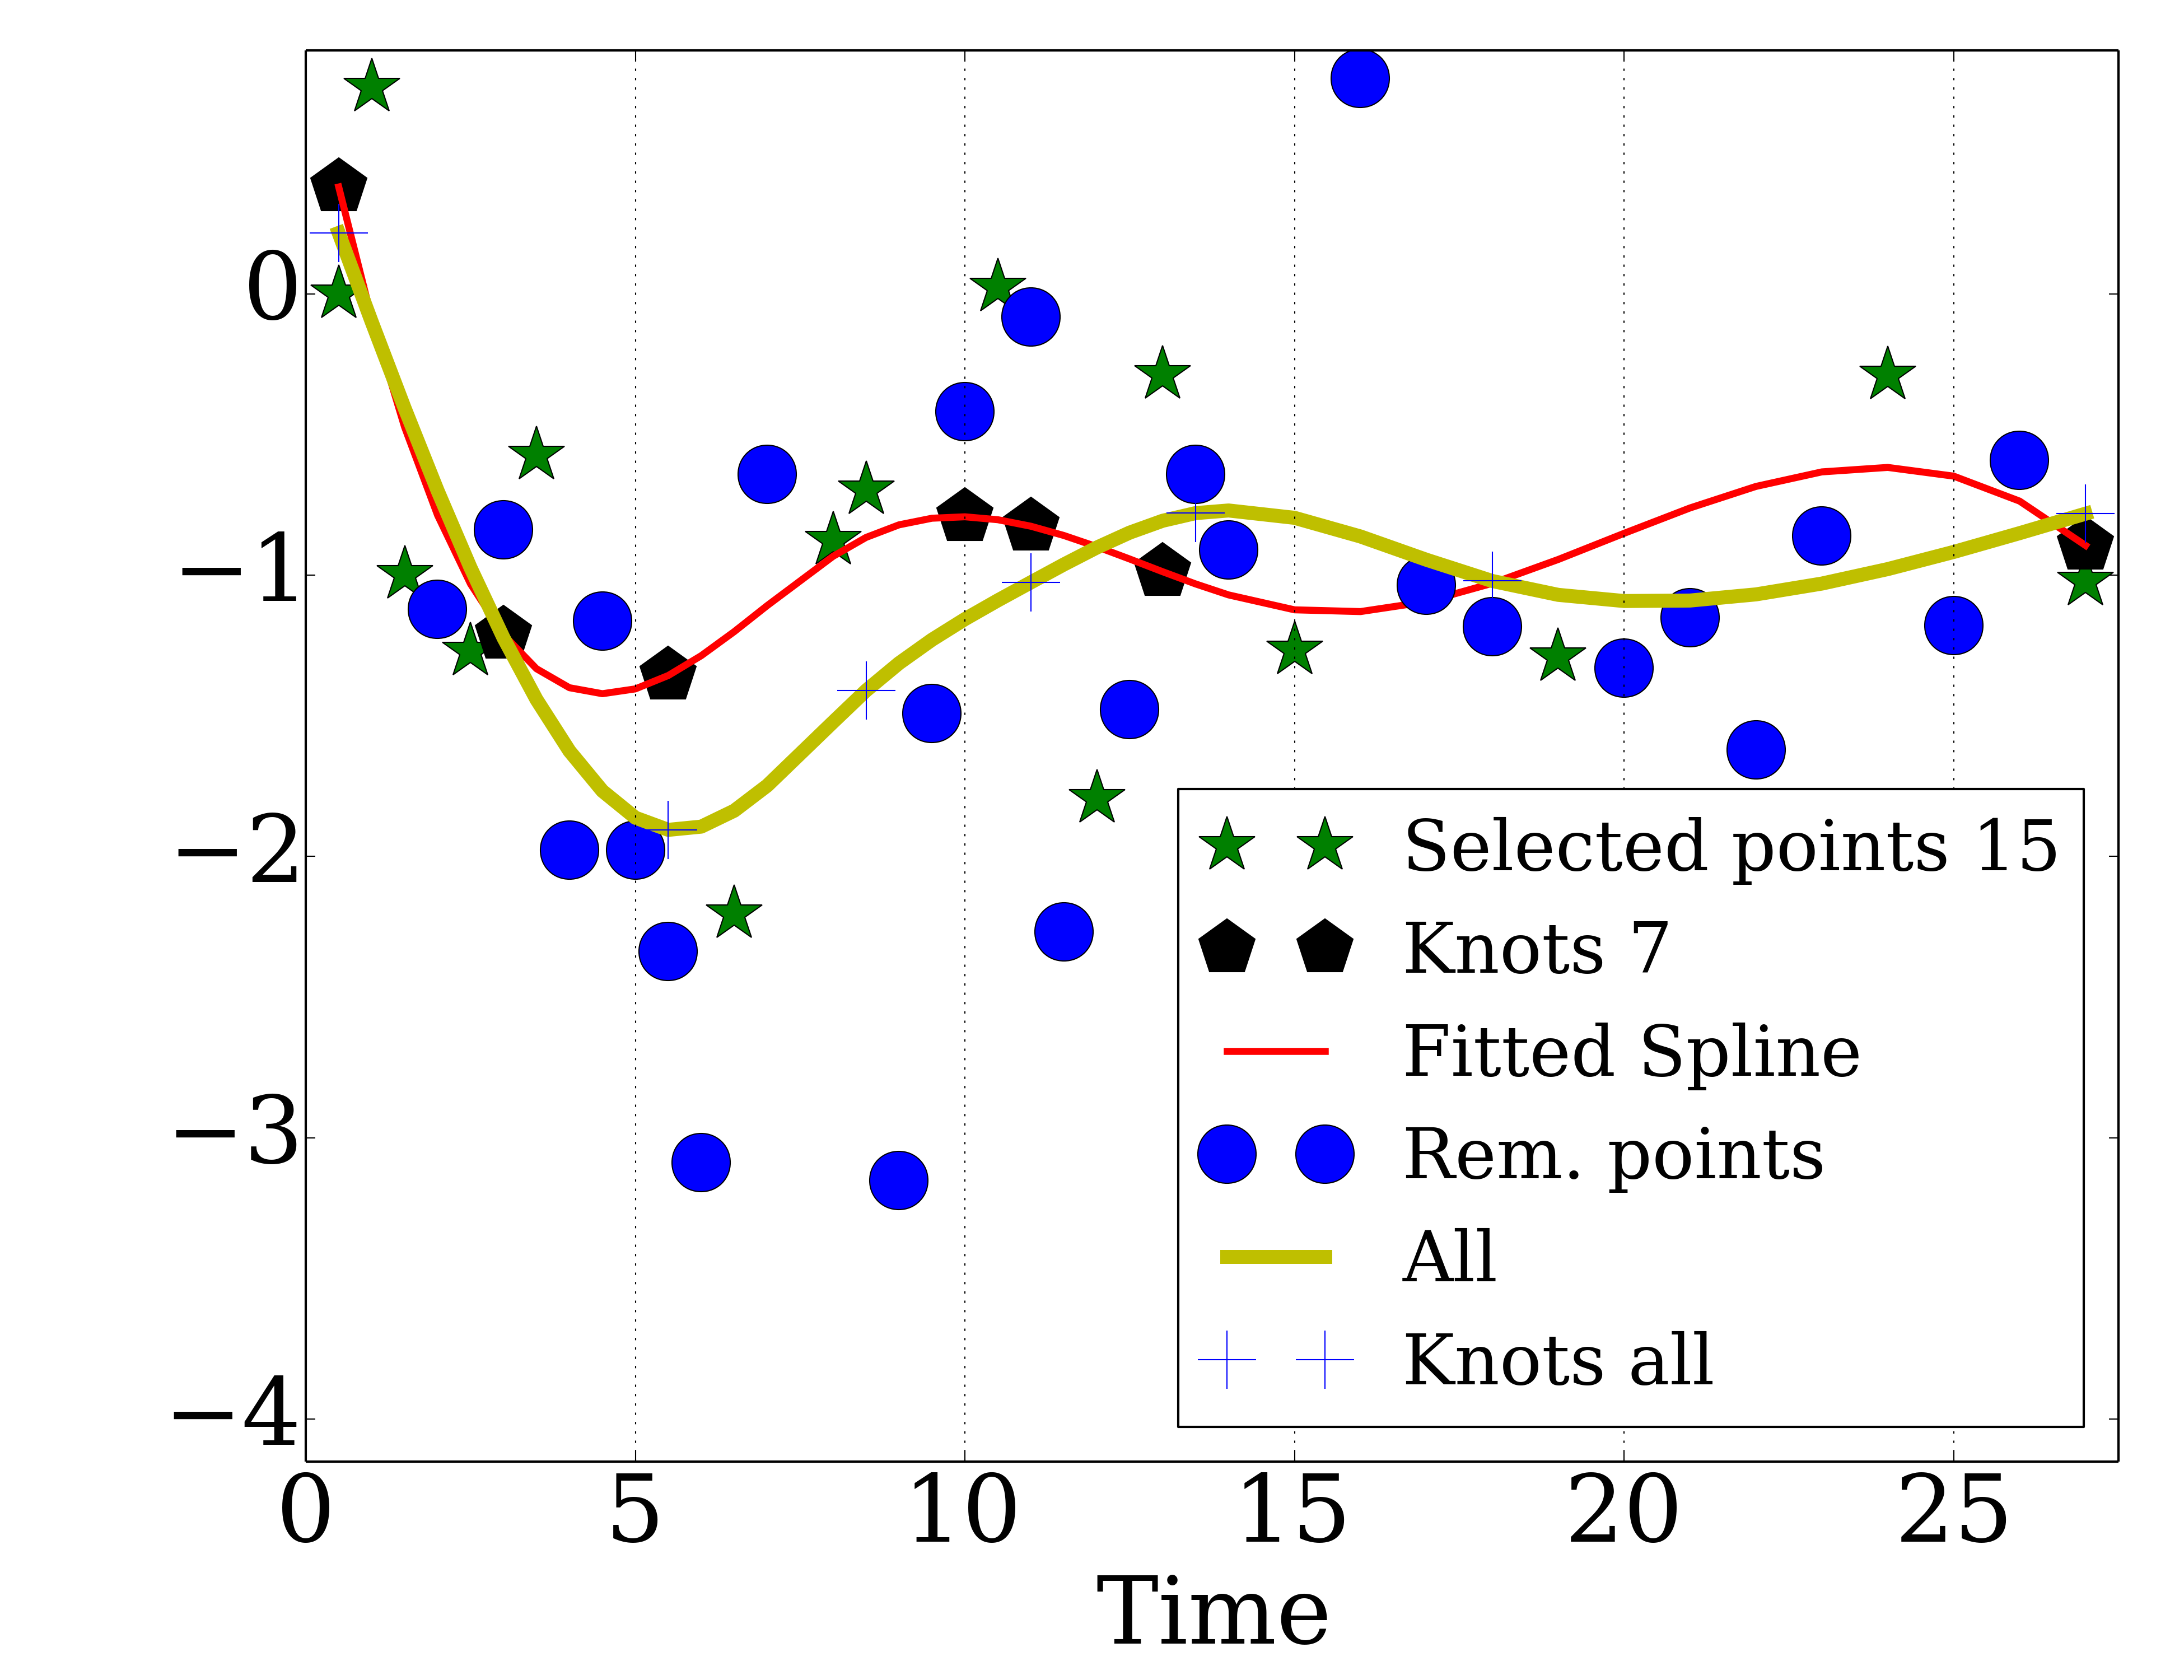 0
−1
−2
−3
−4
0 5 10 15 20 25
Time
Selected points 15
Knots 7
Fitted Spline
Rem. points
All
Knots all